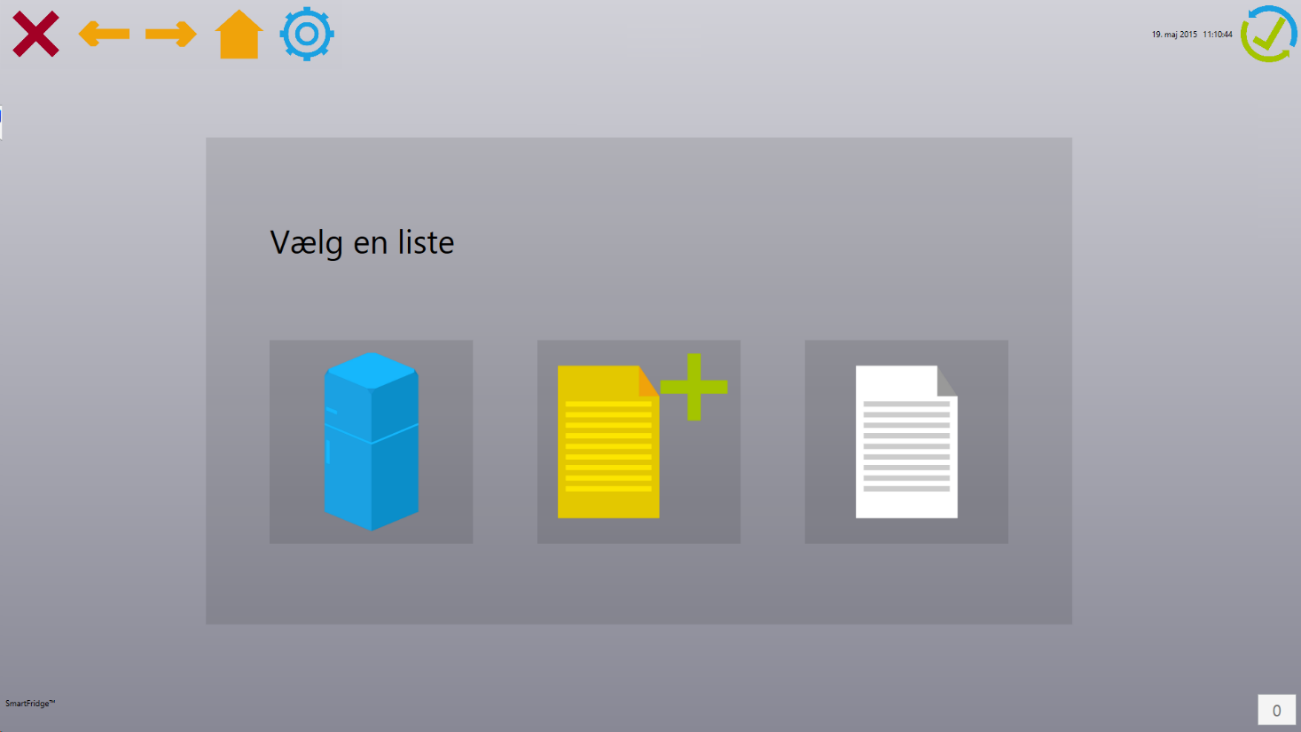 19. maj 2015 11:10:44
Vælg en liste
SmartFridge™
0